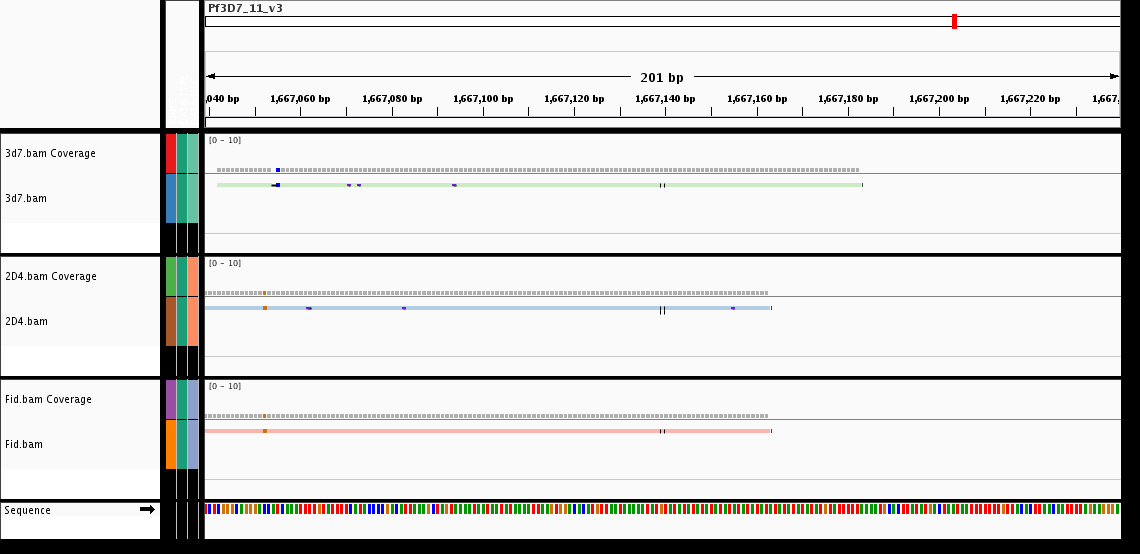 Pf3D7_11_v3
201 bp
,040 bp 1,667,060 bp 1,667,080 bp 1,667,100 bp 1,667,120 bp 1,667,140 bp 1,667,160 bp 1,667,180 bp 1,667,200 bp 1,667,220 bp 1,667,
[0 - 10]
3d7.bam Coverage
3d7.bam
[0 - 10]
2D4.bam Coverage
2D4.bam
[0 - 10]
Fid.bam Coverage
Fid.bam
Sequence